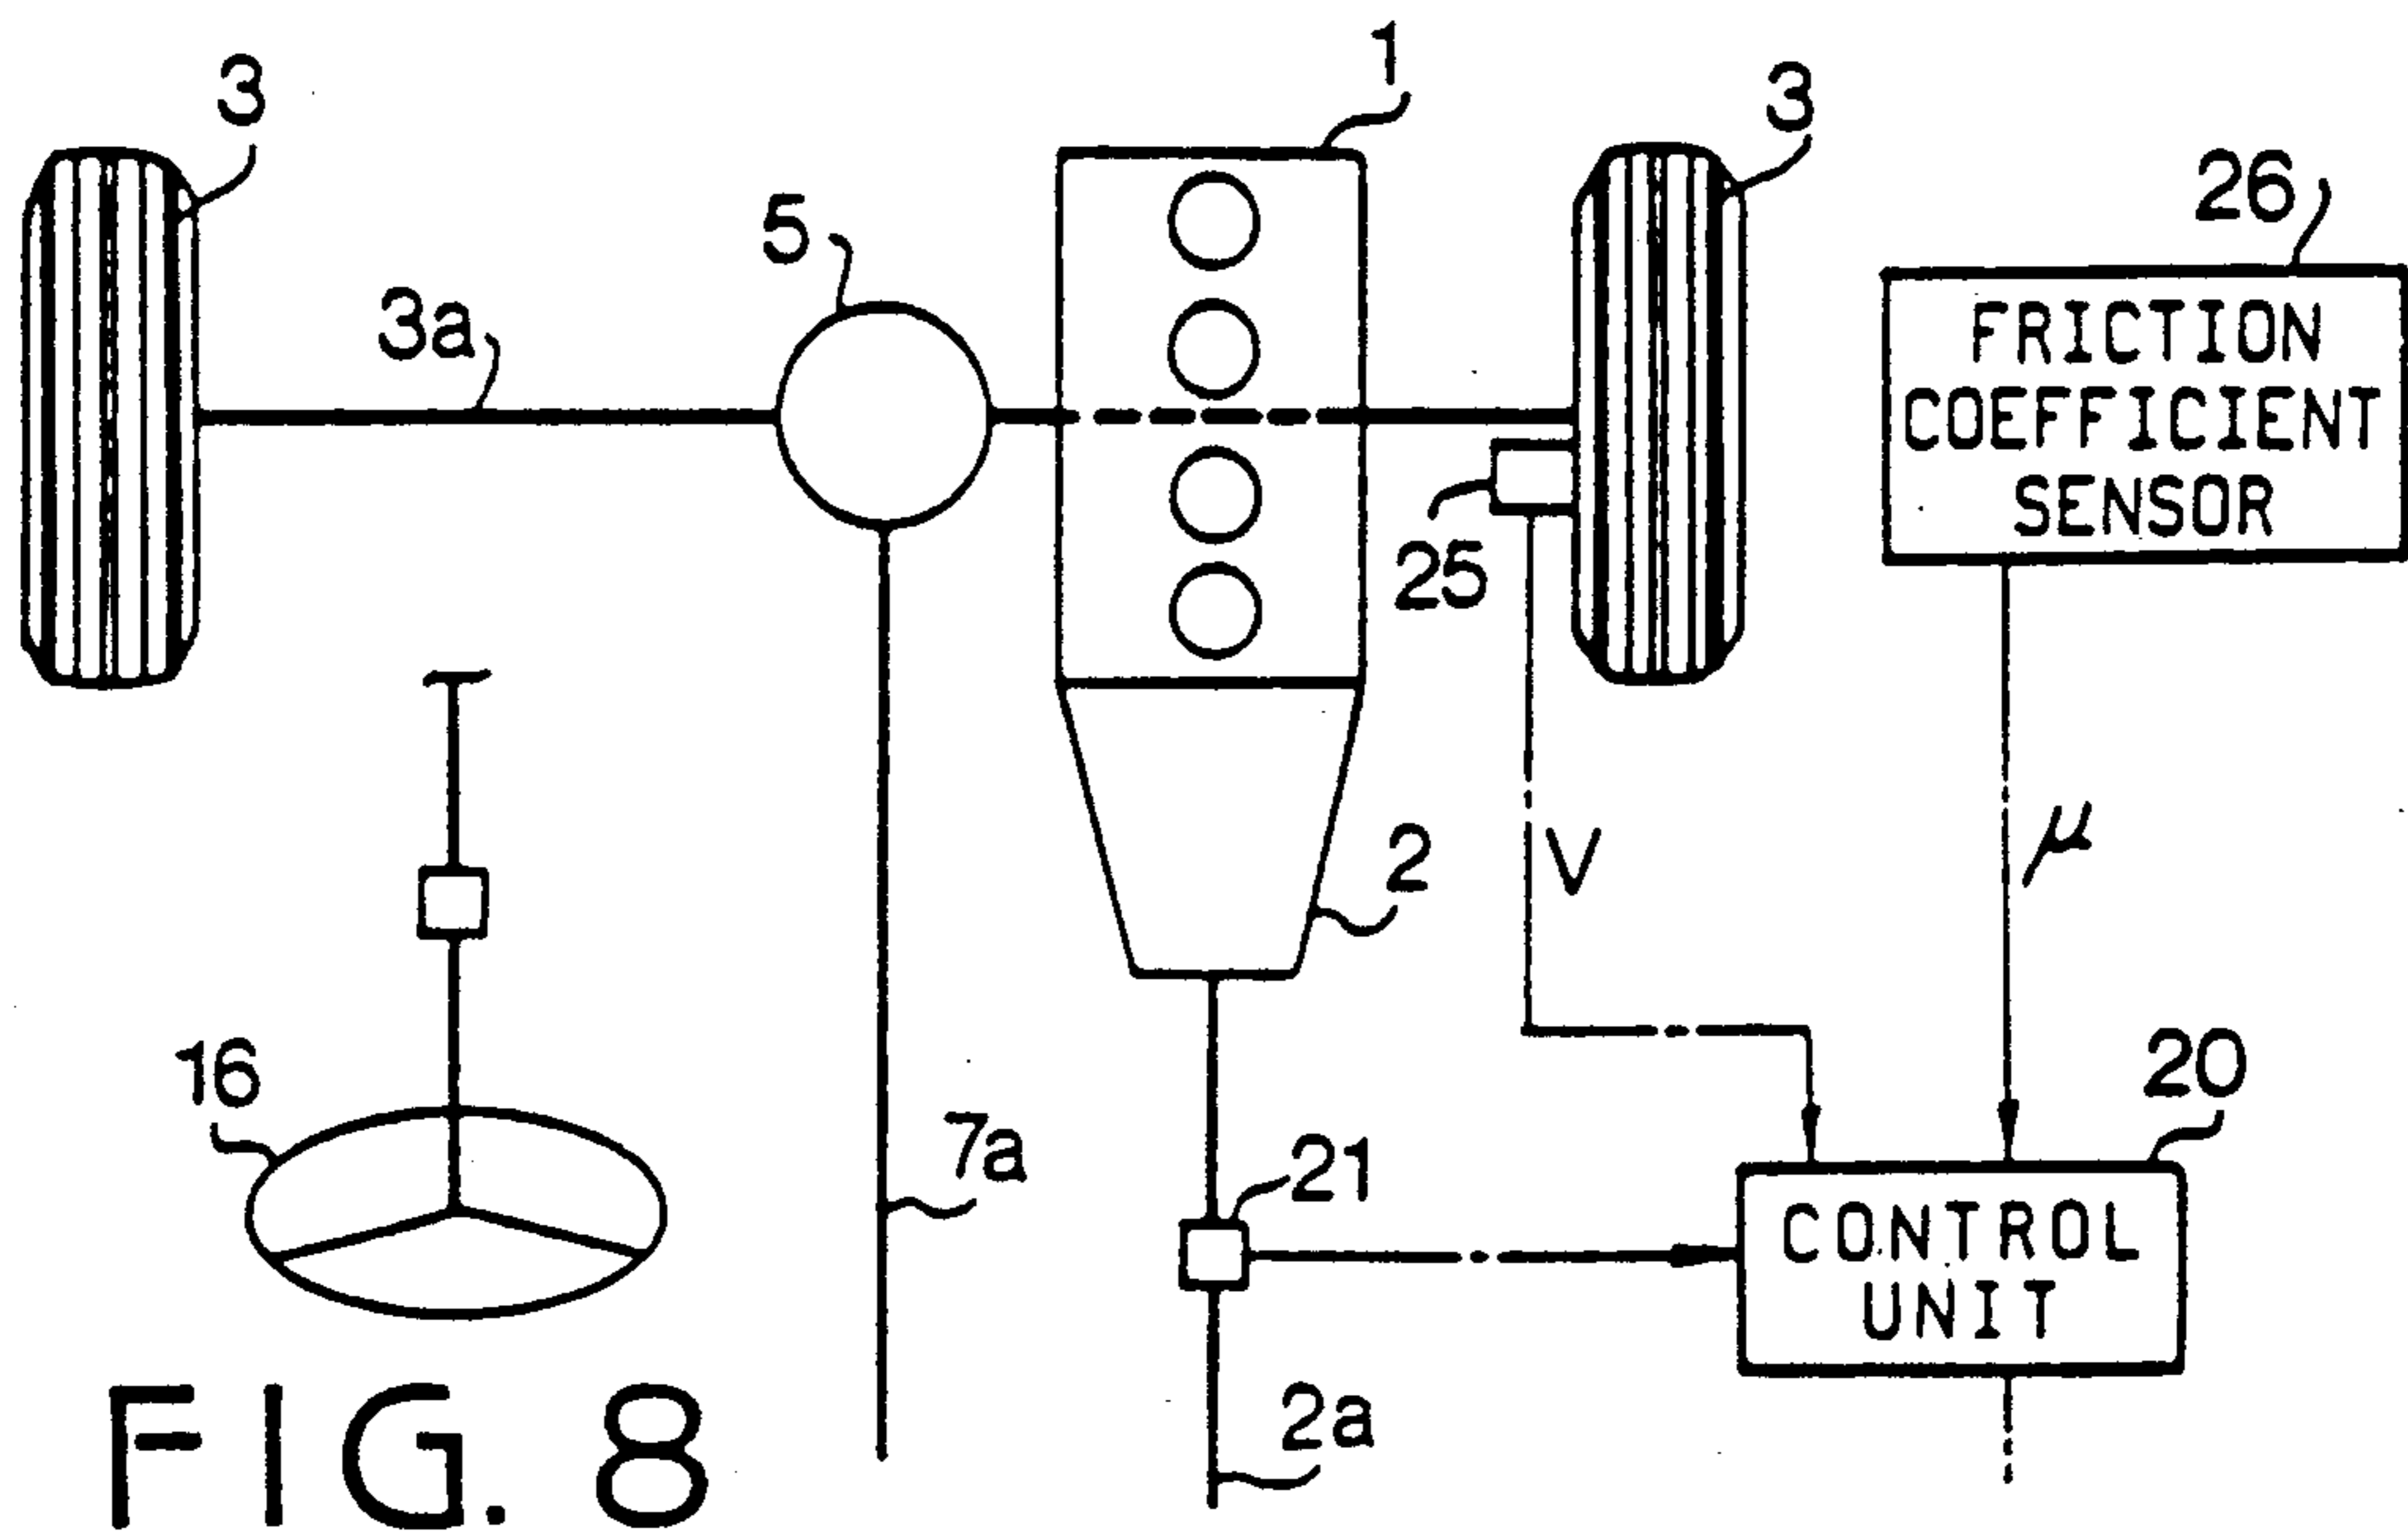 1
3
3
26
5
3a
FRICTION
COEFFICIENT
SENSOR
25
2
V
μ
16
20
7a
21
CONTROL
UNIT
2a
FIG. 8